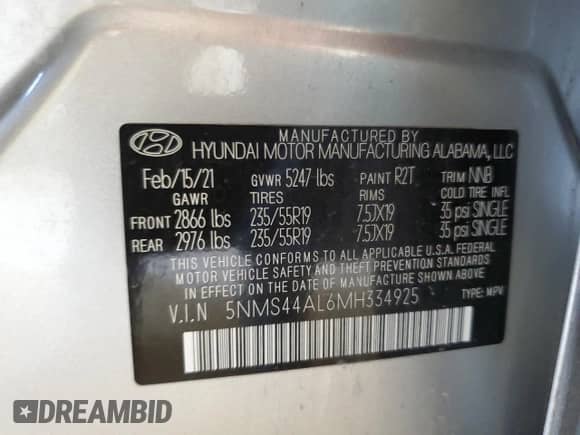 MANUFACTURED BY
HYUNDAI MOTOR MANUFACTURING ALABAMA, LLC
Feb/15/21 GVWR 5247 lbs PAINT R2T TRIM NNB
GAWR TIRES RIMS COLD TIRE INFL
FRONT 2866 lbs 235/55R19 7.5JX19 35 psi SINGLE
REAR 2976 lbs 235/55R19 7.5JX19 35 psi SINGLE
THIS VEHICLE CONFORMS TO ALL APPLICABLE U.S.A. FEDERAL
MOTOR VEHICLE SAFETY AND THEFT PREVENTION STANDARDS
IN EFFECT ON THE DATE OF MANUFACTURE SHOWN ABOVE.
V.I.N 5NMS44AL6MH334925 TYPE: MPV
DREAMBID